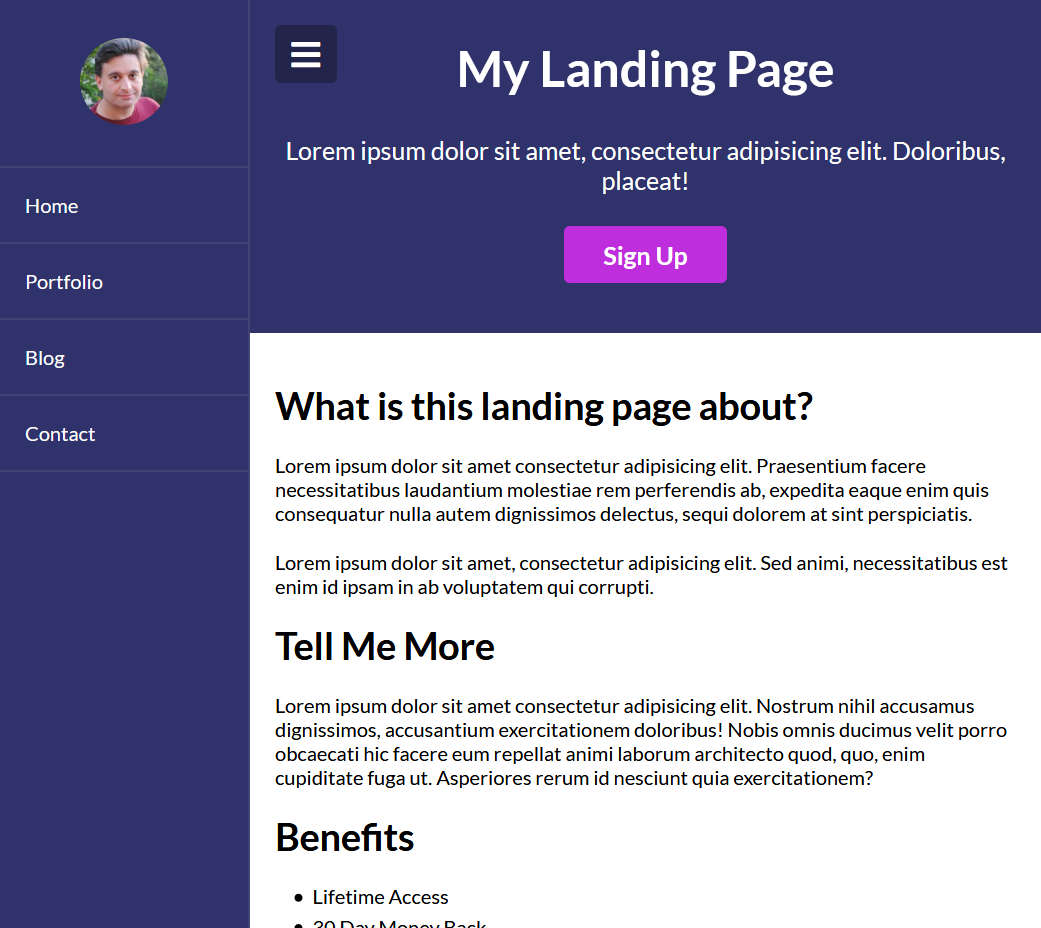 Home
Portfolio
Blog
Contact
My Landing Page
Lorem ipsum dolor sit amet, consectetur adipisicing elit. Doloribus,
placeat!
Sign Up
What is this landing page about?
Lorem ipsum dolor sit amet consectetur adipisicing elit. Praesentium facere
necessitatibus laudantium molestiae rem perferendis ab, expedita eaque enim quis
consequatur nulla autem dignissimos delectus, sequi dolorem at sint perspiciatis.
Lorem ipsum dolor sit amet, consectetur adipisicing elit. Sed animi, necessitatibus est
enim id ipsam in ab voluptatem qui corrupti.
Tell Me More
Lorem ipsum dolor sit amet consectetur adipisicing elit. Nostrum nihil accusamus
dignissimos, accusantium exercitationem doloribus! Nobis omnis ducimus velit porro
obcaecati hic facere eum repellat animi laborum architecto quod, quo, enim
cupiditate fuga ut. Asperiores rerum id nesciunt quia exercitationem?
Benefits
• Lifetime Access
• 30 Day Money Back